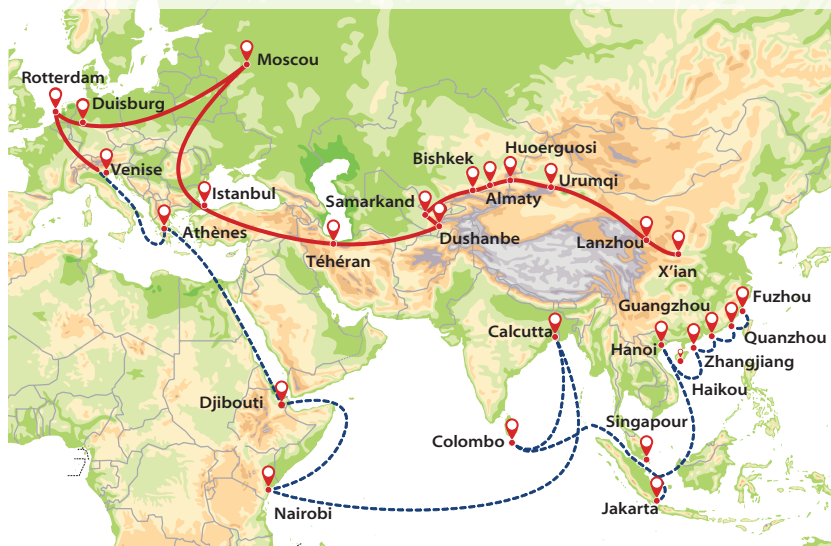 Moscou
Rotterdam
Duisburg
Venise
Istanbul
Athènes
Téhéran
Samarkand
Dushanbe
Bishkek
Almaty
Huoerguosi
Urumqi
Lanzhou
X'ian
Fuzhou
Guangzhou
Quanzhou
Zhangjiang
Haikou
Hanoi
Calcutta
Colombo
Singapour
Jakarta
Djibouti
Nairobi